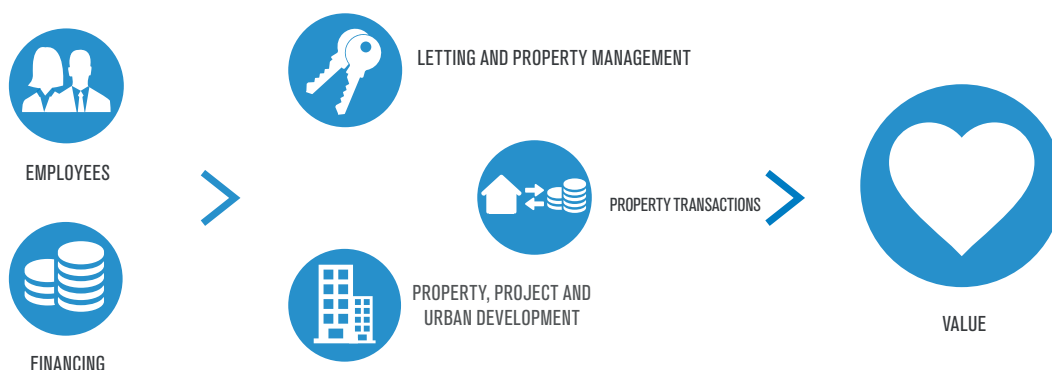 EMPLOYEES
FINANCING
LETTING AND PROPERTY MANAGEMENT
PROPERTY TRANSACTIONS
PROPERTY, PROJECT AND
URBAN DEVELOPMENT
VALUE